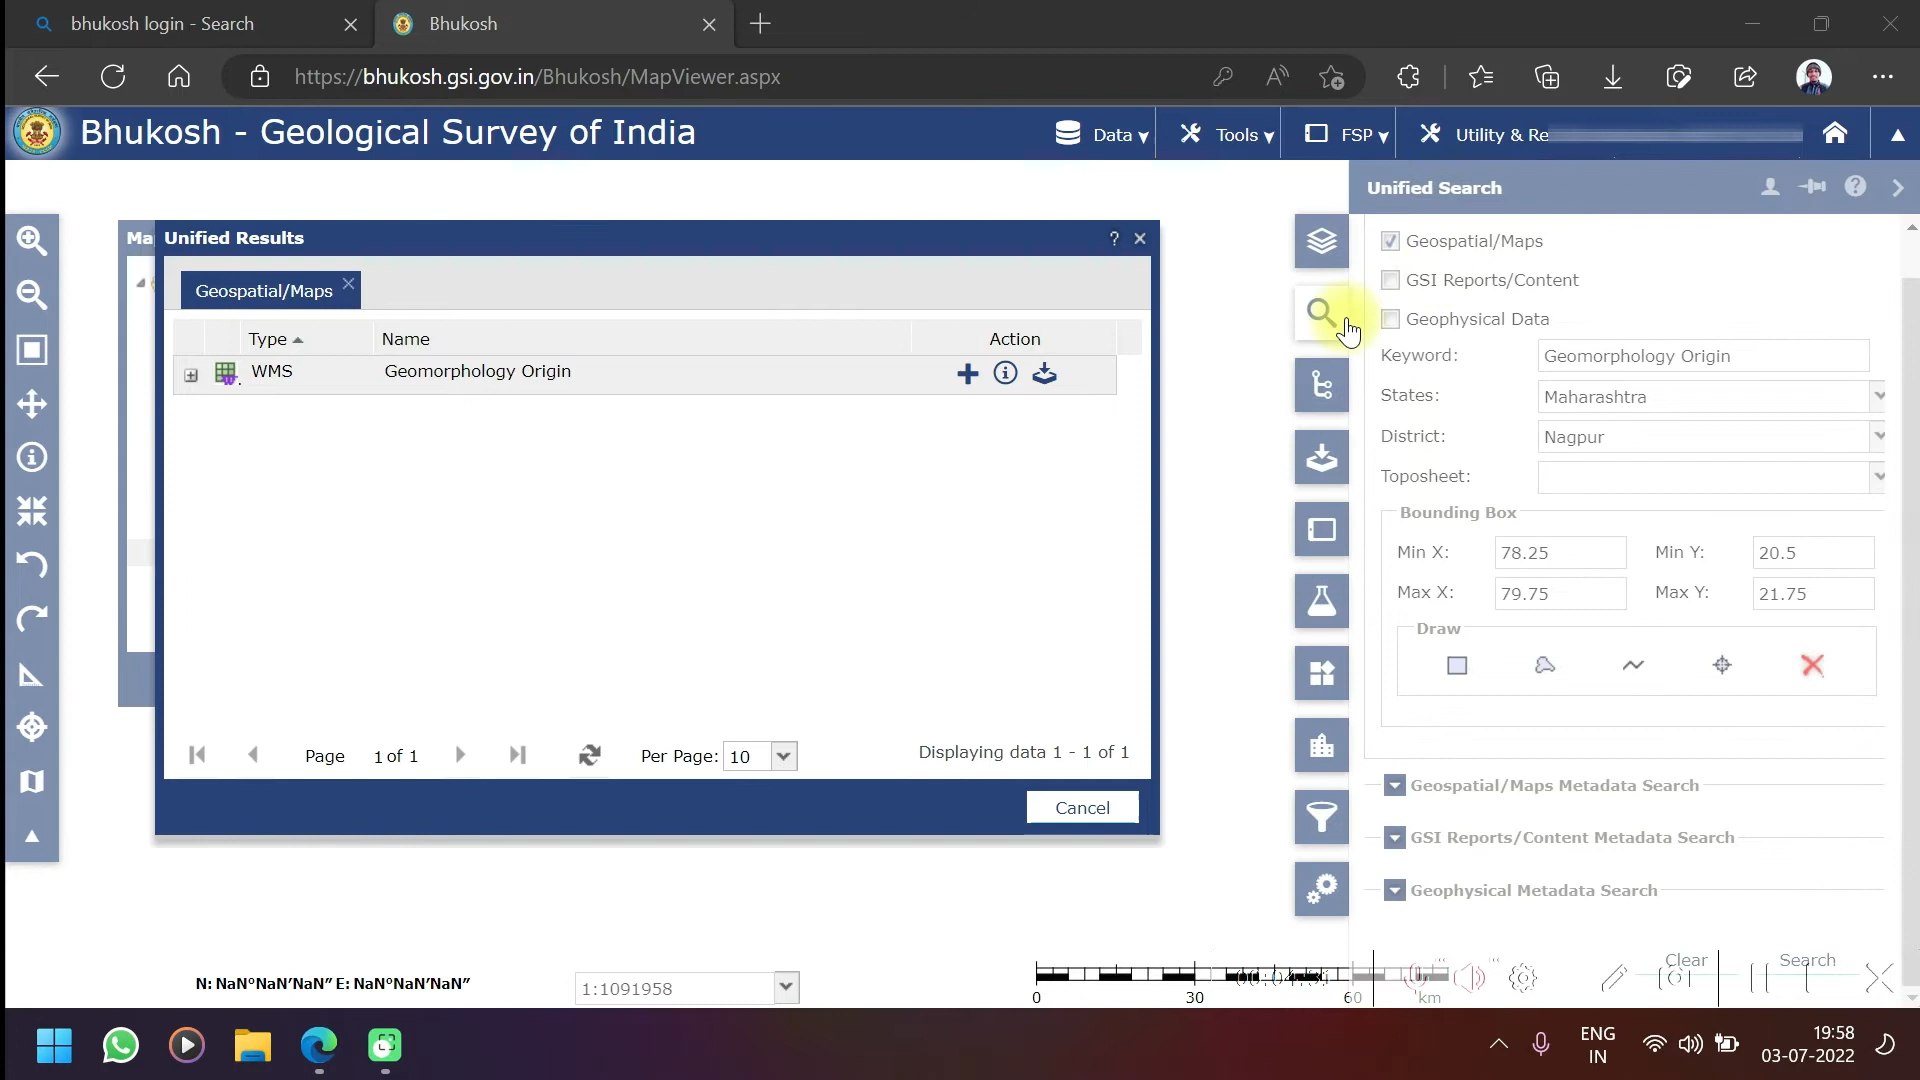 bhukosh login - Search
Bhukosh
https://bhukosh.gsi.gov.in/Bhukosh/MapViewer.aspx
Bhukosh - Geological Survey of India
Data
Tools
FSP
Utility & Re
Unified Search
Ma
Unified Results
?
Geospatial/Maps
Type
Name
Action
WMS
Geomorphology Origin
Page
1 of 1
Per Page:
10
Displaying data 1 - 1 of 1
Cancel
Geospatial/Maps
GSI Reports/Content
Geophysical Data
Keyword:
Geomorphology Origin
States:
Maharashtra
District:
Nagpur
Toposheet:
Bounding Box
Min X:
78.25
Min Y:
20.5
Max X:
79.75
Max Y:
21.75
Draw
Geospatial/Maps Metadata Search
GSI Reports/Content Metadata Search
Geophysical Metadata Search
Clear
Search
N: NaN°NaN'NaN" E: NaN°NaN'NaN"
1:1091958
0
30
60
km
ENG
IN
19:58
03-07-2022